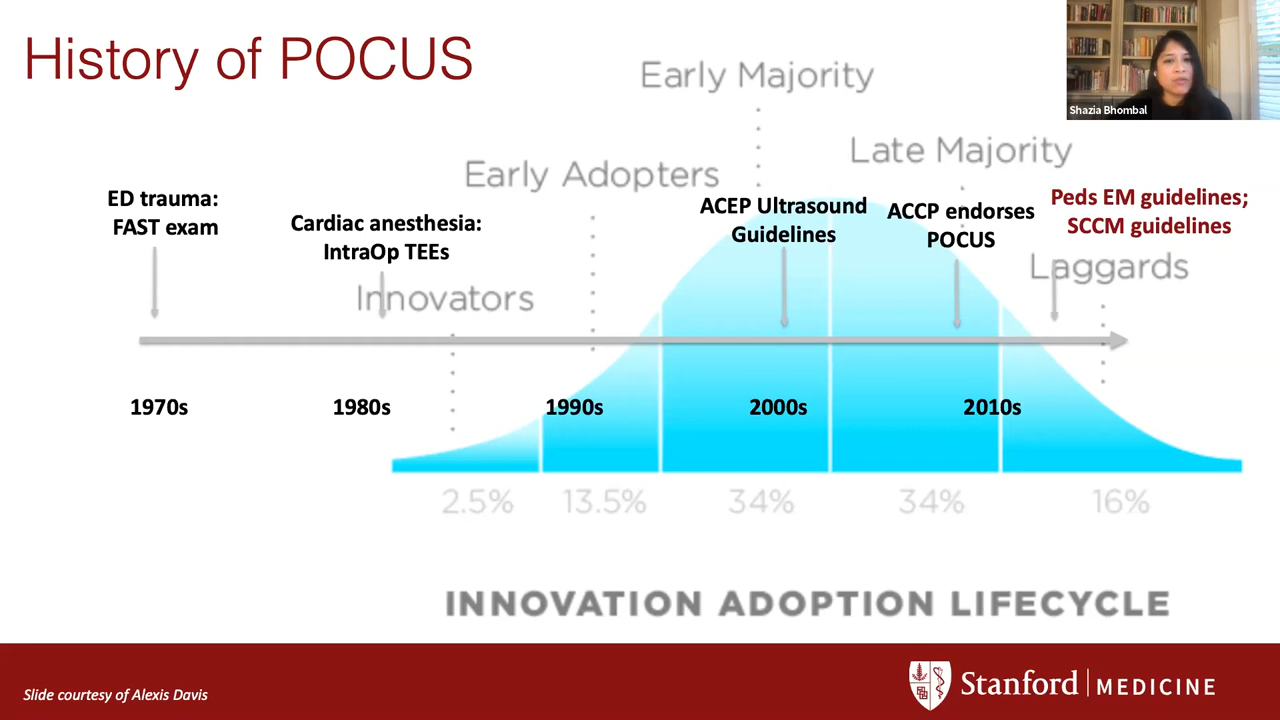 History of POCUS
Shazia Bhombal
Early Majority
Late Majority
Early Adopters
ED trauma:
FAST exam
Cardiac anesthesia:
IntraOp TEEs
ACEP Ultrasound
Guidelines
ACCP endorses
POCUS
Peds EM guidelines;
SCCM guidelines
Innovators
Laggards
1970s
1980s
1990s
2000s
2010s
2.5%
13.5%
34%
34%
16%
INNOVATION ADOPTION LIFECYCLE
Slide courtesy of Alexis Davis
Stanford MEDICINE